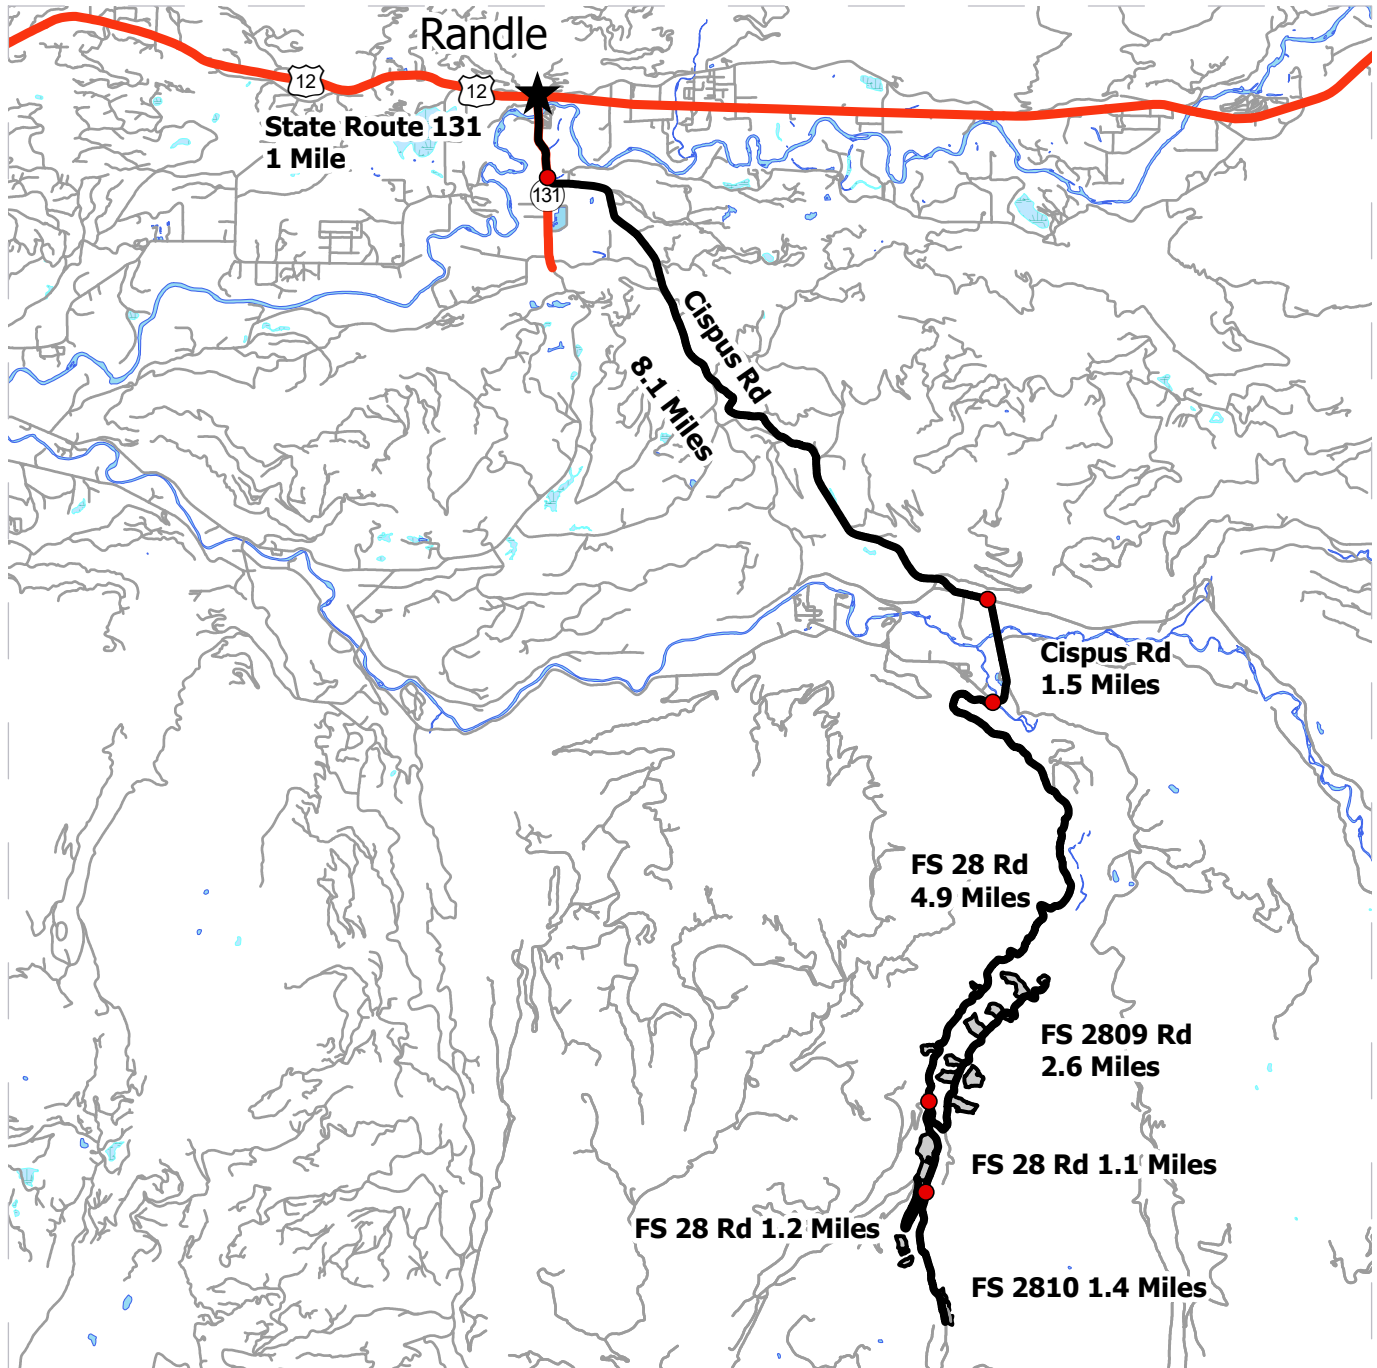 Randle
12
12
State Route 131
1 Mile
131
Cispus Rd
8.1 Miles
Cispus Rd
1.5 Miles
FS 28 Rd
4.9 Miles
FS 2809 Rd
2.6 Miles
FS 28 Rd 1.1 Miles
FS 28 Rd 1.2 Miles
FS 2810 1.4 Miles